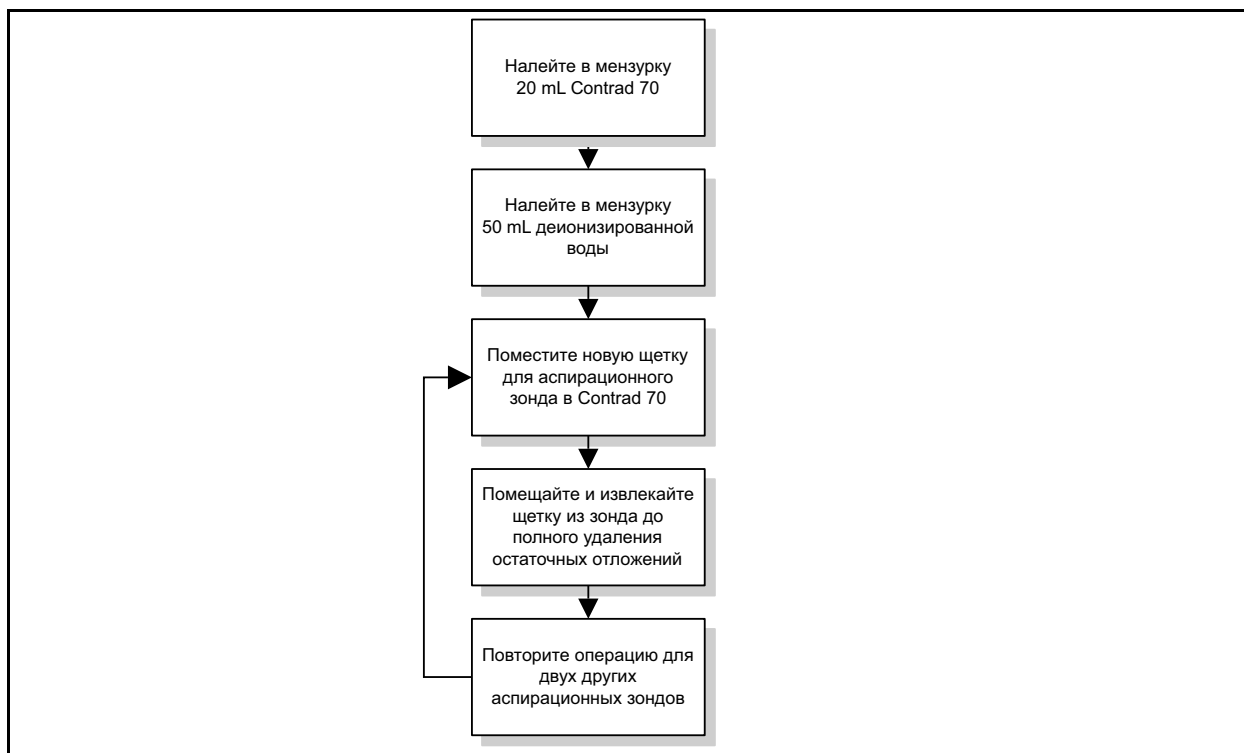 Налейте в мензурку
20 mL Contrad 70
Налейте в мензурку
50 mL деионизированной
воды
Поместите новую щетку
для аспирационного
зонда в Contrad 70
Помещайте и извлекайте
щетку из зонда до
полного удаления
остаточных отложений
Повторите операцию для
двух других
аспирационных зондов